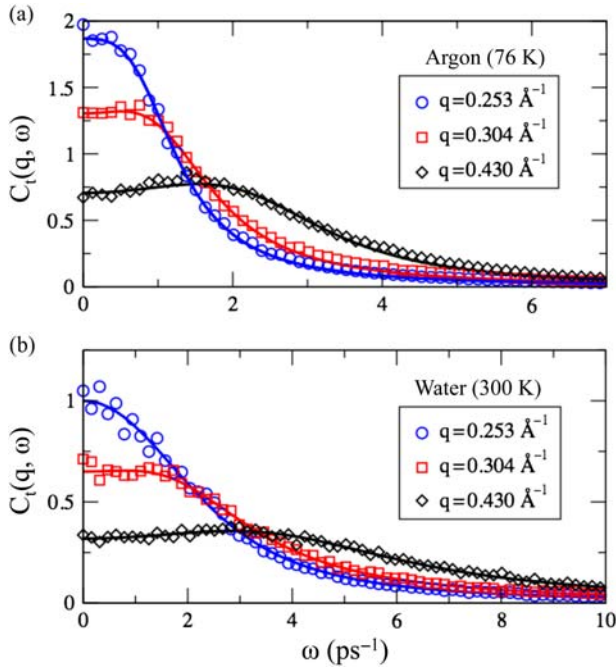 (a)
Argon (76 K)
q=0.253 Å⁻¹
q=0.304 Å⁻¹
q=0.430 Å⁻¹
Cₜ(q, ω)
2
1.5
1
0.5
0
0 2 4 6
(b)
Water (300 K)
q=0.253 Å⁻¹
q=0.304 Å⁻¹
q=0.430 Å⁻¹
Cₜ(q, ω)
1
0.5
0
0 2 4 6 8 10
ω (ps⁻¹)